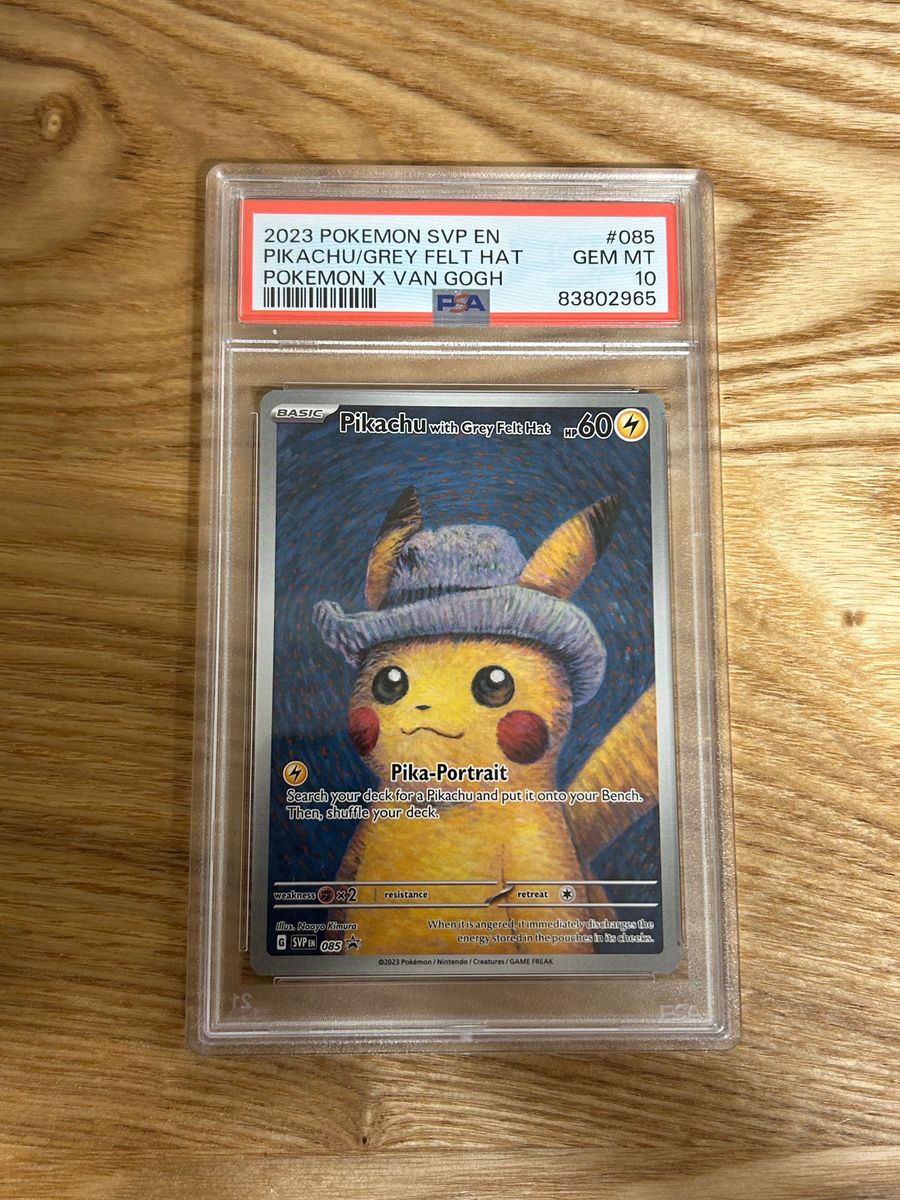 2023 POKEMON SVP EN #085
PIKACHU/GREY FELT HAT GEM MT
POKEMON X VAN GOGH 10
83802965
PSA
BASIC Pikachu with Grey Felt Hat HP60
Pika-Portrait
Search your deck for a Pikachu and put it onto your Bench.
Then, shuffle your deck.
weakness ×2 resistance retreat
Illus. Naoyo Kimura
When it is angered, it immediately discharges the
energy stored in the pouches in its cheeks.
G SVP EN 085
©2023 Pokémon / Nintendo / Creatures / GAME FREAK
PSA